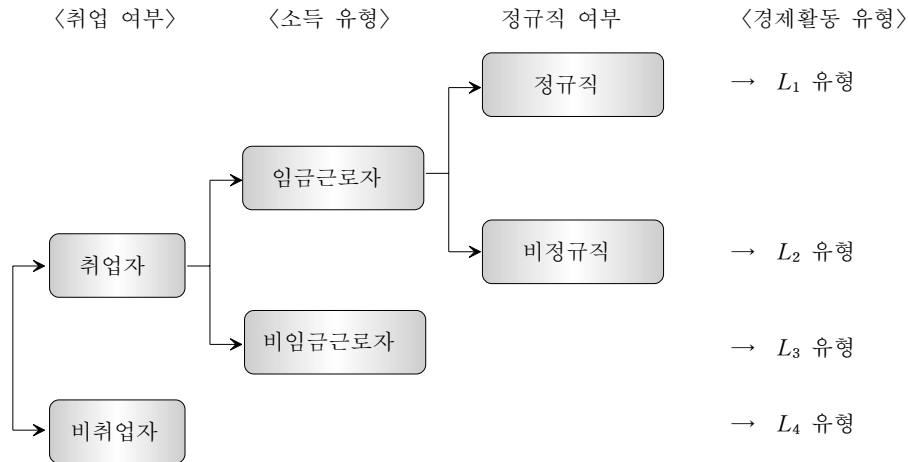 〈취업 여부〉 〈소득 유형〉 정규직 여부 〈경제활동 유형〉
정규직 → L₁ 유형
임금근로자
취업자 비정규직 → L₂ 유형
비임금근로자 → L₃ 유형
비취업자 → L₄ 유형